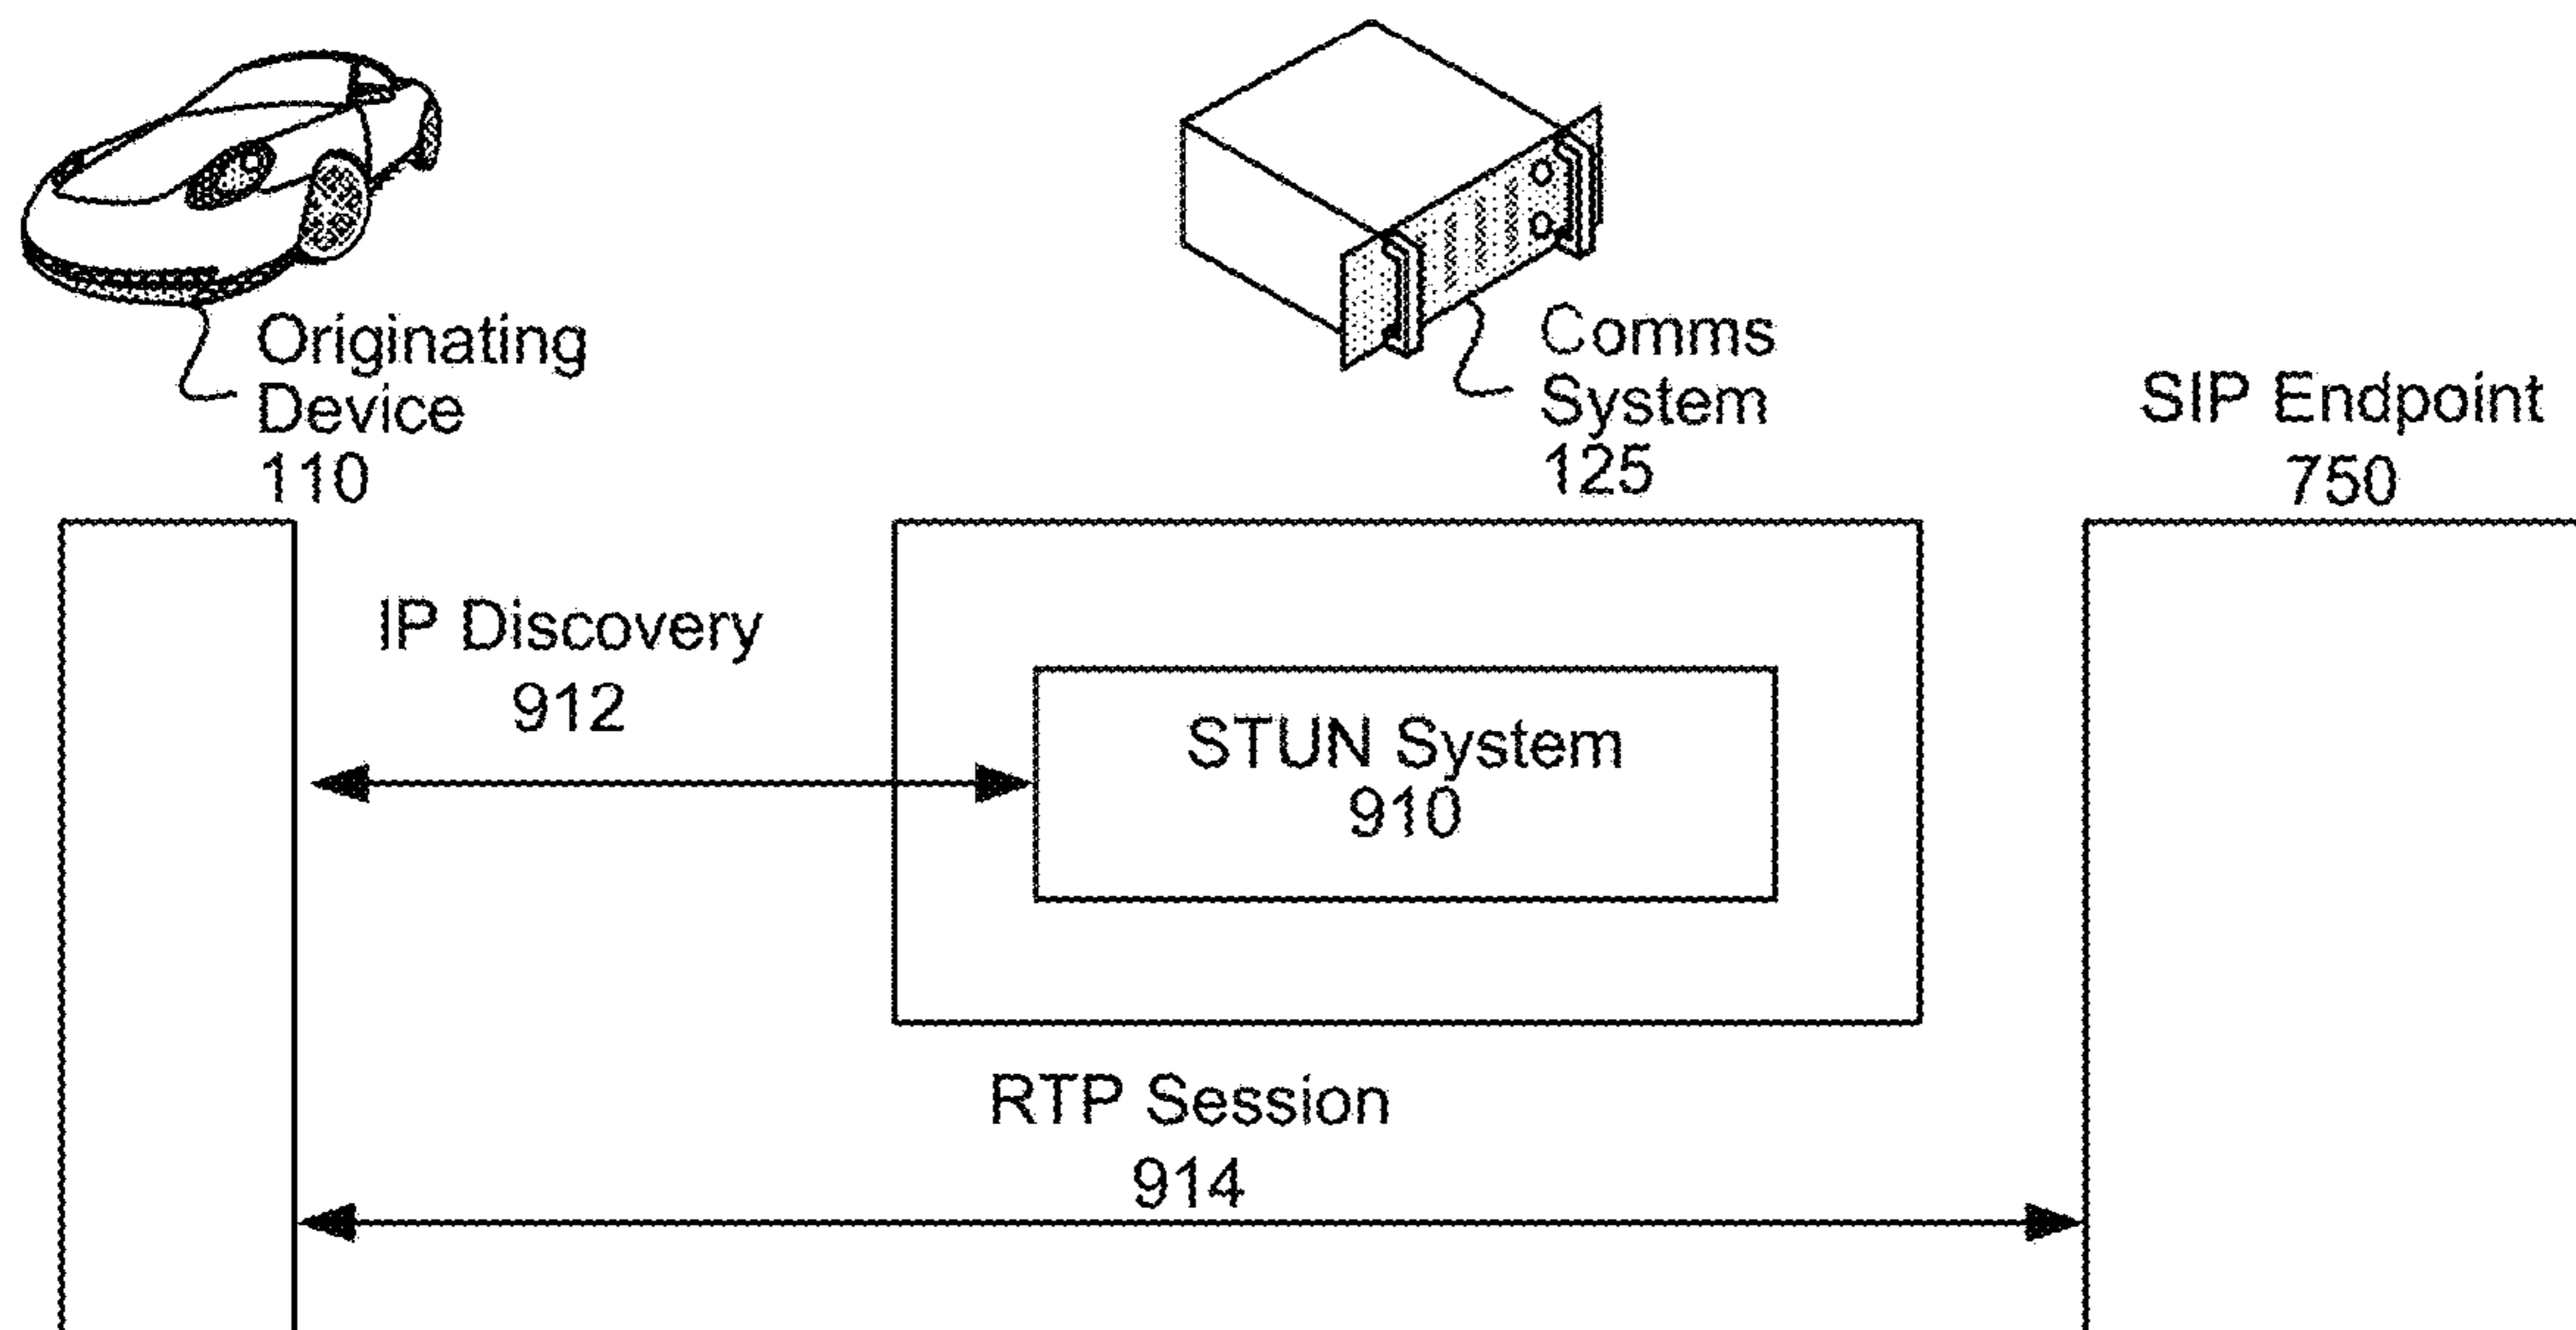 Originating
Device
110
Comms
System
125
SIP Endpoint
750
IP Discovery
912
STUN System
910
RTP Session
914